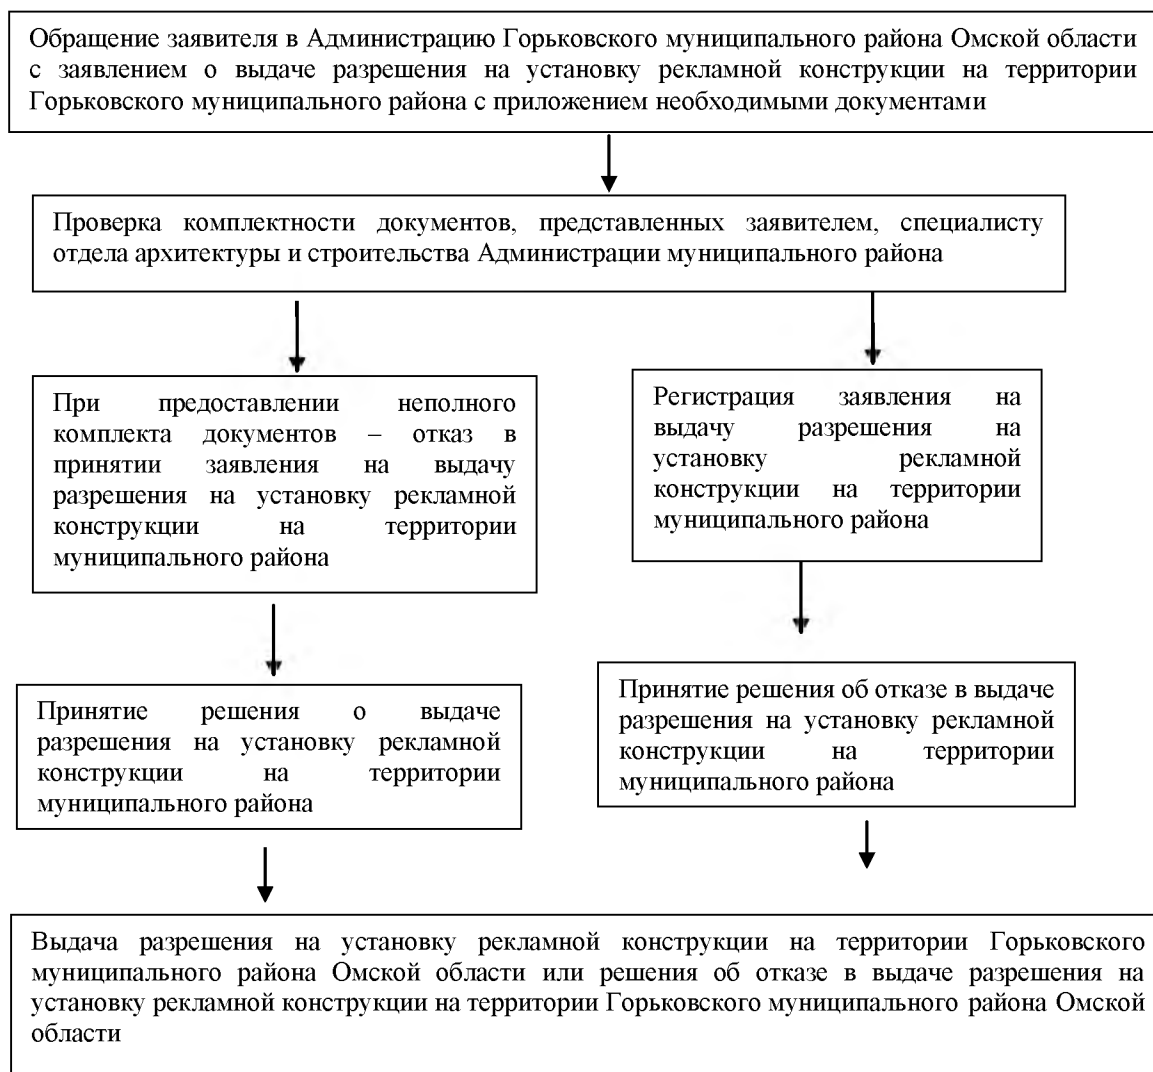 Обращение заявителя в Администрацию Горьковского муниципального района Омской области
с заявлением о выдаче разрешения на установку рекламной конструкции на территории
Горьковского муниципального района с приложением необходимыми документами
Проверка комплектности документов, представленных заявителем, специалисту
отдела архитектуры и строительства Администрации муниципального района
При предоставлении неполного
комплекта документов – отказ в
принятии заявления на выдачу
разрешения на установку рекламной
конструкции на территории
муниципального района
Регистрация заявления на
выдачу разрешения на
установку рекламной
конструкции на территории
муниципального района
Принятие решения о выдаче
разрешения на установку рекламной
конструкции на территории
муниципального района
Принятие решения об отказе в выдаче
разрешения на установку рекламной
конструкции на территории
муниципального района
Выдача разрешения на установку рекламной конструкции на территории Горьковского
муниципального района Омской области или решения об отказе в выдаче разрешения на
установку рекламной конструкции на территории Горьковского муниципального района Омской
области